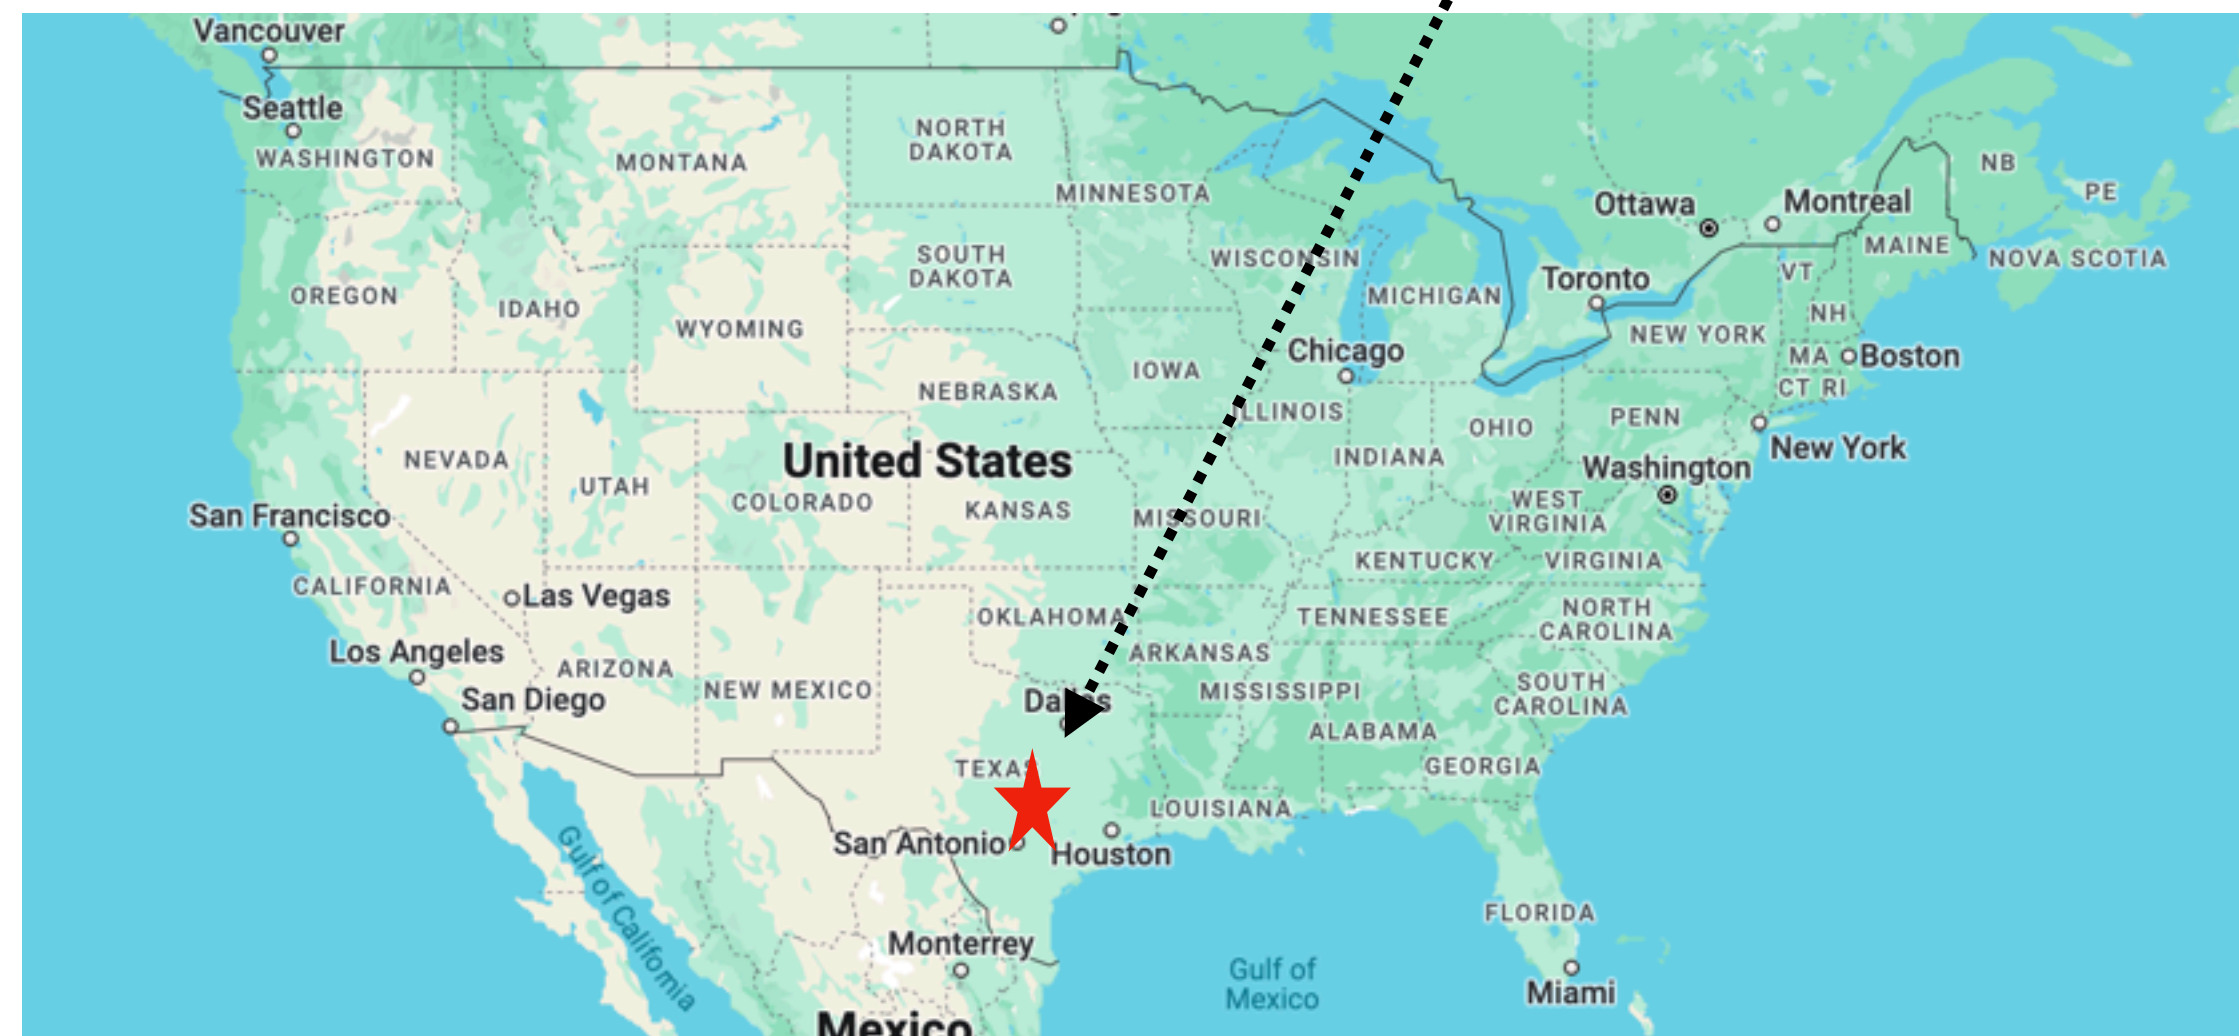 Vancouver
Seattle
WASHINGTON
MONTANA
NORTH
DAKOTA
MINNESOTA
Ottawa
Montreal
NB
PE
MAINE
NOVA SCOTIA
OREGON
IDAHO
WYOMING
SOUTH
DAKOTA
WISCONSIN
MICHIGAN
Toronto
VT
NH
NEW YORK
MA
Boston
CT RI
IOWA
Chicago
NEBRASKA
ILLINOIS
OHIO
PENN
New York
NEVADA
UTAH
United States
COLORADO
KANSAS
MISSOURI
INDIANA
Washington
WEST
VIRGINIA
San Francisco
CALIFORNIA
Las Vegas
KENTUCKY
VIRGINIA
OKLAHOMA
TENNESSEE
NORTH
CAROLINA
Los Angeles
ARIZONA
NEW MEXICO
ARKANSAS
San Diego
Dallas
MISSISSIPPI
SOUTH
CAROLINA
ALABAMA
TEXAS
GEORGIA
LOUISIANA
San Antonio
Houston
Gulf of California
Monterrey
FLORIDA
Gulf of
Mexico
Miami
Mexico